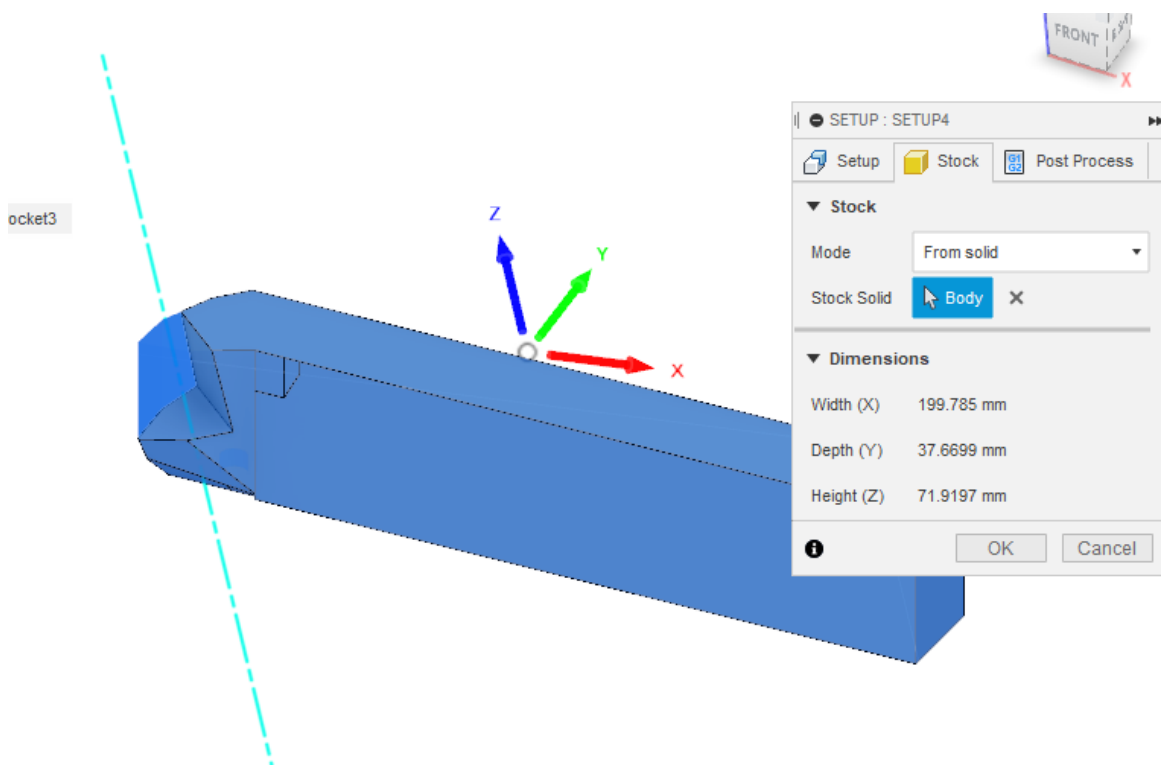 FRONT
X
SETUP : SETUP4
Setup
Stock
Post Process
ocket3
Stock
Z
Mode
From solid
Y
Stock Solid
Body
Dimensions
X
Width (X)
199.785 mm
Depth (Y)
37.6699 mm
Height (Z)
71.9197 mm
OK
Cancel